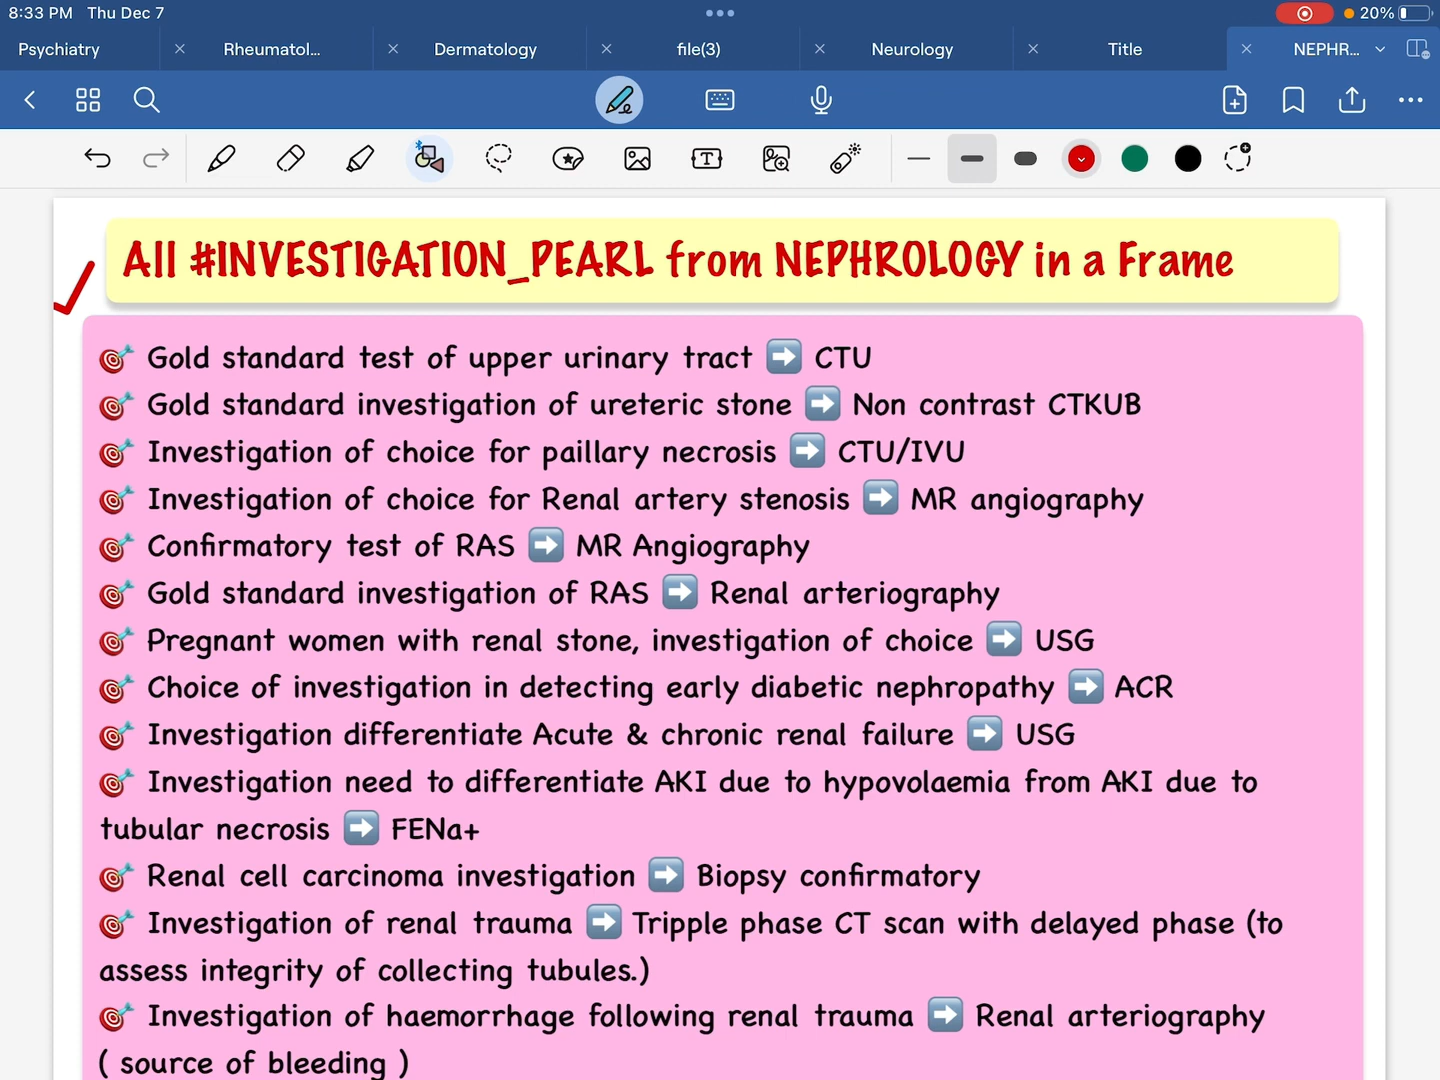 8:33 PM Thu Dec 7
20%
Psychiatry
Rheumatol...
Dermatology
file(3)
Neurology
Title
NEPHR...
All #INVESTIGATION_PEARL from NEPHROLOGY in a Frame
🎯 Gold standard test of upper urinary tract ➡️ CTU
🎯 Gold standard investigation of ureteric stone ➡️ Non contrast CTKUB
🎯 Investigation of choice for paillary necrosis ➡️ CTU/IVU
🎯 Investigation of choice for Renal artery stenosis ➡️ MR angiography
🎯 Confirmatory test of RAS ➡️ MR Angiography
🎯 Gold standard investigation of RAS ➡️ Renal arteriography
🎯 Pregnant women with renal stone, investigation of choice ➡️ USG
🎯 Choice of investigation in detecting early diabetic nephropathy ➡️ ACR
🎯 Investigation differentiate Acute & chronic renal failure ➡️ USG
🎯 Investigation need to differentiate AKI due to hypovolaemia from AKI due to
tubular necrosis ➡️ FENa+
🎯 Renal cell carcinoma investigation ➡️ Biopsy confirmatory
🎯 Investigation of renal trauma ➡️ Tripple phase CT scan with delayed phase (to
assess integrity of collecting tubules.)
🎯 Investigation of haemorrhage following renal trauma ➡️ Renal arteriography
( source of bleeding )